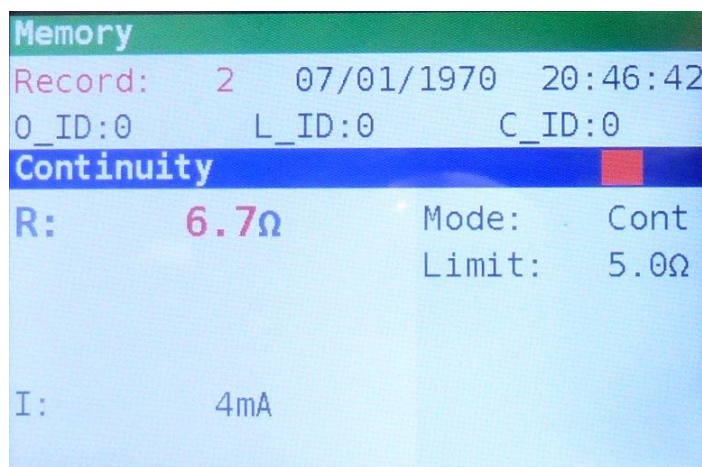 Memory
Record: 2 07/01/1970 20:46:42
O_ID:0 L_ID:0 C_ID:0
Continuity
R: 6.7Ω Mode: Cont
Limit: 5.0Ω
I: 4mA